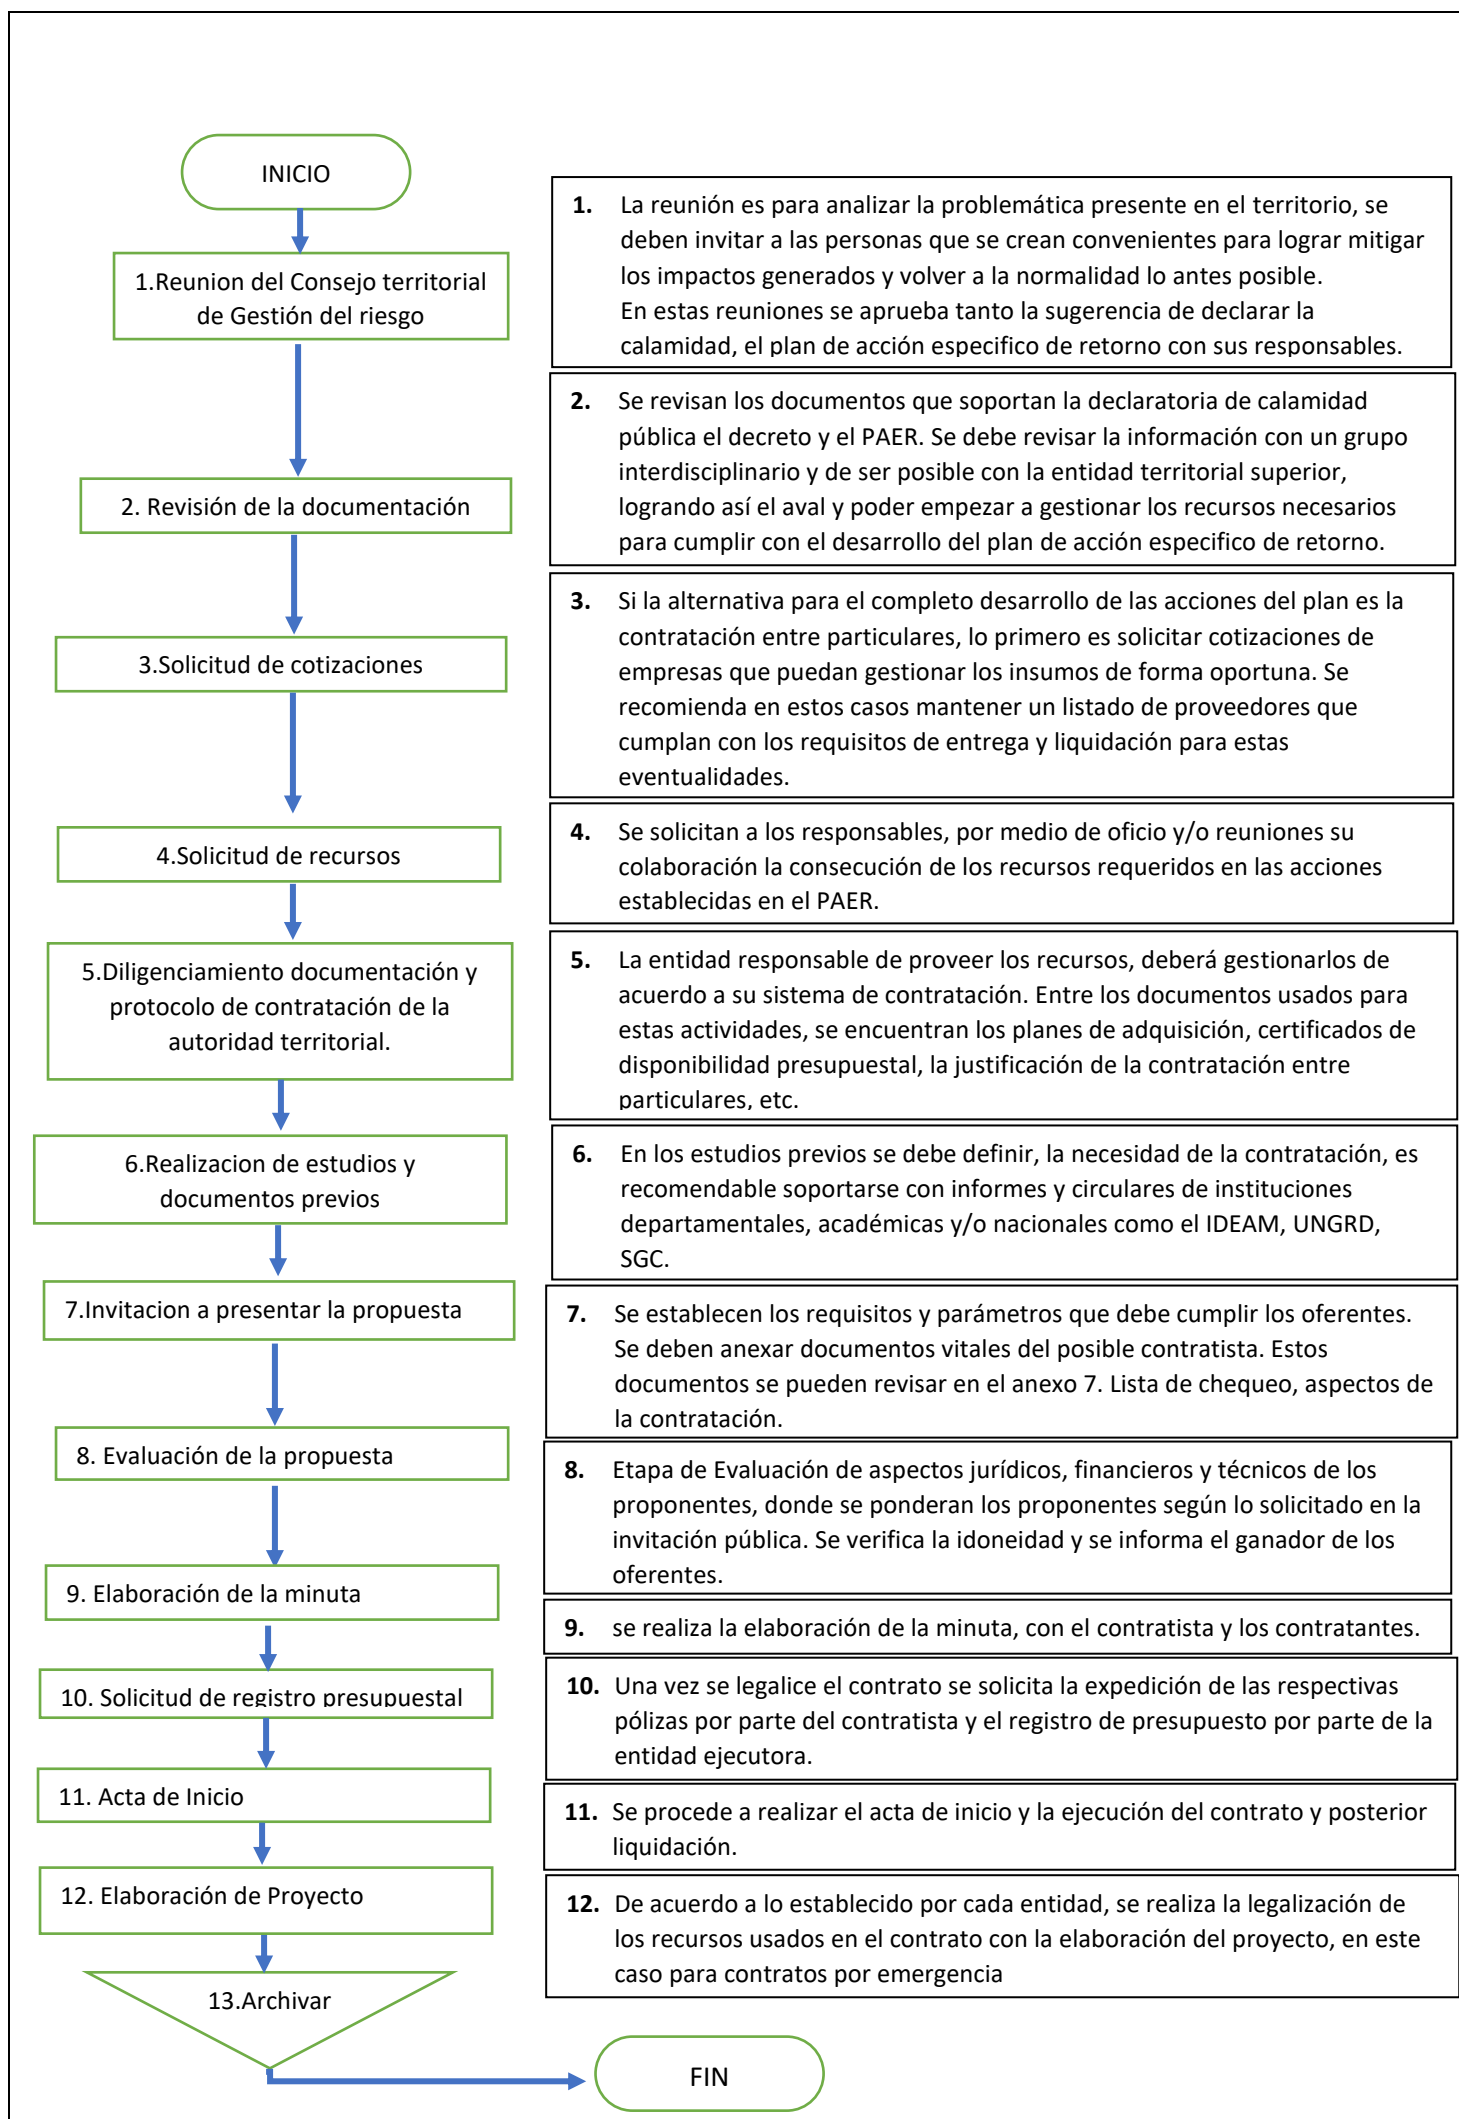 INICIO
1.Reunion del Consejo territorial
de Gestión del riesgo
2. Revisión de la documentación
3.Solicitud de cotizaciones
4.Solicitud de recursos
5.Diligenciamiento documentación y
protocolo de contratación de la
autoridad territorial.
6.Realizacion de estudios y
documentos previos
7.Invitacion a presentar la propuesta
8. Evaluación de la propuesta
9. Elaboración de la minuta
10. Solicitud de registro presupuestal
11. Acta de Inicio
12. Elaboración de Proyecto
13.Archivar
FIN
1. La reunión es para analizar la problemática presente en el territorio, se
deben invitar a las personas que se crean convenientes para lograr mitigar
los impactos generados y volver a la normalidad lo antes posible.
En estas reuniones se aprueba tanto la sugerencia de declarar la
calamidad, el plan de acción especifico de retorno con sus responsables.
2. Se revisan los documentos que soportan la declaratoria de calamidad
pública el decreto y el PAER. Se debe revisar la información con un grupo
interdisciplinario y de ser posible con la entidad territorial superior,
logrando así el aval y poder empezar a gestionar los recursos necesarios
para cumplir con el desarrollo del plan de acción especifico de retorno.
3. Si la alternativa para el completo desarrollo de las acciones del plan es la
contratación entre particulares, lo primero es solicitar cotizaciones de
empresas que puedan gestionar los insumos de forma oportuna. Se
recomienda en estos casos mantener un listado de proveedores que
cumplan con los requisitos de entrega y liquidación para estas
eventualidades.
4. Se solicitan a los responsables, por medio de oficio y/o reuniones su
colaboración la consecución de los recursos requeridos en las acciones
establecidas en el PAER.
5. La entidad responsable de proveer los recursos, deberá gestionarlos de
acuerdo a su sistema de contratación. Entre los documentos usados para
estas actividades, se encuentran los planes de adquisición, certificados de
disponibilidad presupuestal, la justificación de la contratación entre
particulares, etc.
6. En los estudios previos se debe definir, la necesidad de la contratación, es
recomendable soportarse con informes y circulares de instituciones
departamentales, académicas y/o nacionales como el IDEAM, UNGRD,
SGC.
7. Se establecen los requisitos y parámetros que debe cumplir los oferentes.
Se deben anexar documentos vitales del posible contratista. Estos
documentos se pueden revisar en el anexo 7. Lista de chequeo, aspectos de
la contratación.
8. Etapa de Evaluación de aspectos jurídicos, financieros y técnicos de los
proponentes, donde se ponderan los proponentes según lo solicitado en la
invitación pública. Se verifica la idoneidad y se informa el ganador de los
oferentes.
9. se realiza la elaboración de la minuta, con el contratista y los contratantes.
10. Una vez se legalice el contrato se solicita la expedición de las respectivas
pólizas por parte del contratista y el registro de presupuesto por parte de la
entidad ejecutora.
11. Se procede a realizar el acta de inicio y la ejecución del contrato y posterior
liquidación.
12. De acuerdo a lo establecido por cada entidad, se realiza la legalización de
los recursos usados en el contrato con la elaboración del proyecto, en este
caso para contratos por emergencia